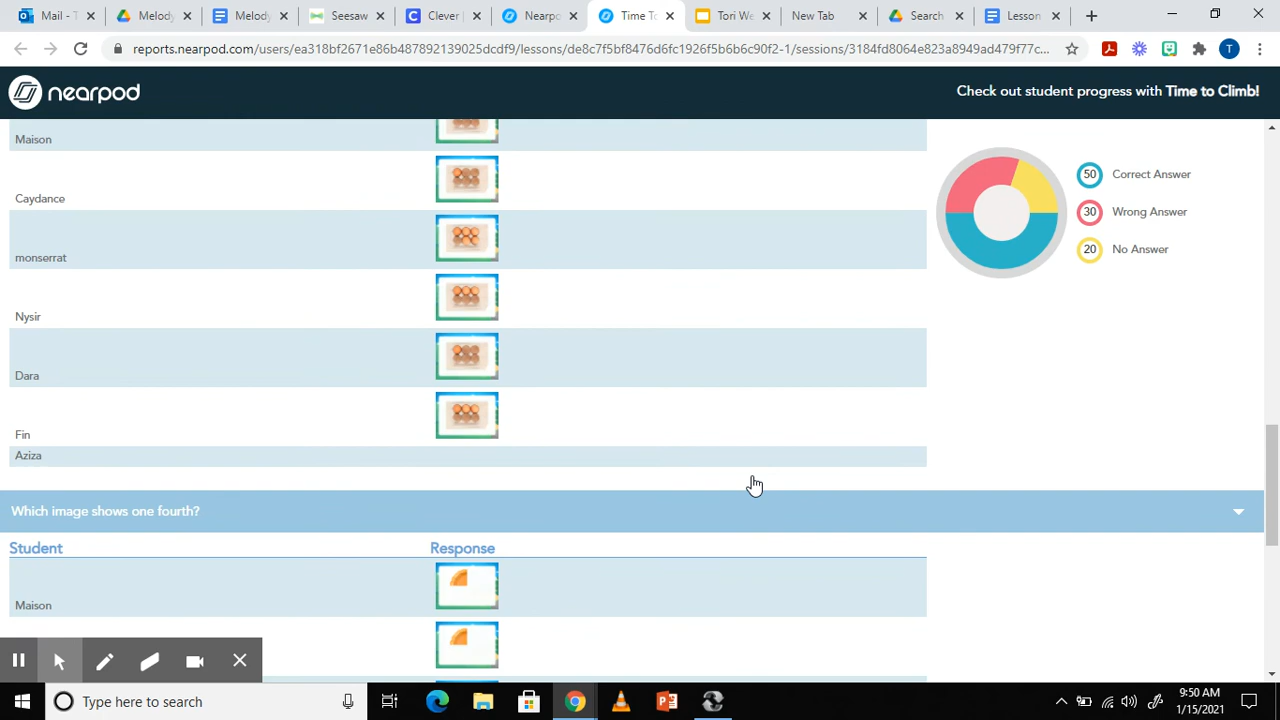 Mail - T
Melody
Melody
Seesaw
Clever
Nearpo
Time To
Tori We
New Tab
Search
Lesson
reports.nearpod.com/users/ea318bf2671e86b487892139025dcdf9/lessons/de8c7f5bf8476d6fc1926f5b6b6c90f2-1/sessions/3184fd8064e823a8949ad479f77c...
T
nearpod
Check out student progress with Time to Climb!
Maison
Caydance
monserrat
Nysir
Dara
Fin
Aziza
50 Correct Answer
30 Wrong Answer
20 No Answer
Which image shows one fourth?
Student Response
Maison
Type here to search
9:50 AM
1/15/2021